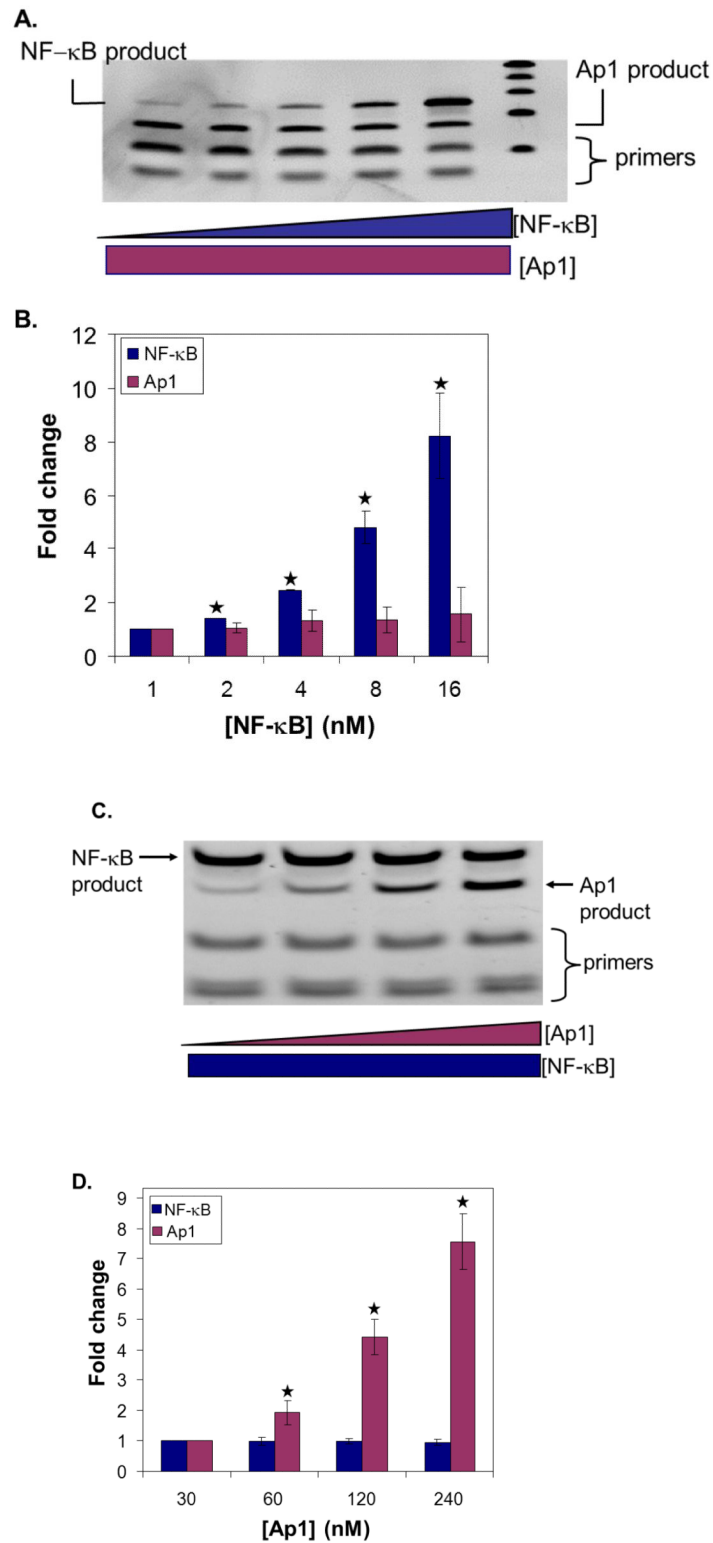 A.
NF–κB product
Ap1 product
primers
[NF-κB]
[Ap1]
B.
12
10
8
6
4
2
0
NF-κB
Ap1
Fold change
1 2 4 8 16
[NF-κB] (nM)
C.
NF-κB
product
Ap1
product
primers
[Ap1]
[NF-κB]
D.
9
8
7
6
5
4
3
2
1
0
NF-κB
Ap1
Fold change
30 60 120 240
[Ap1] (nM)